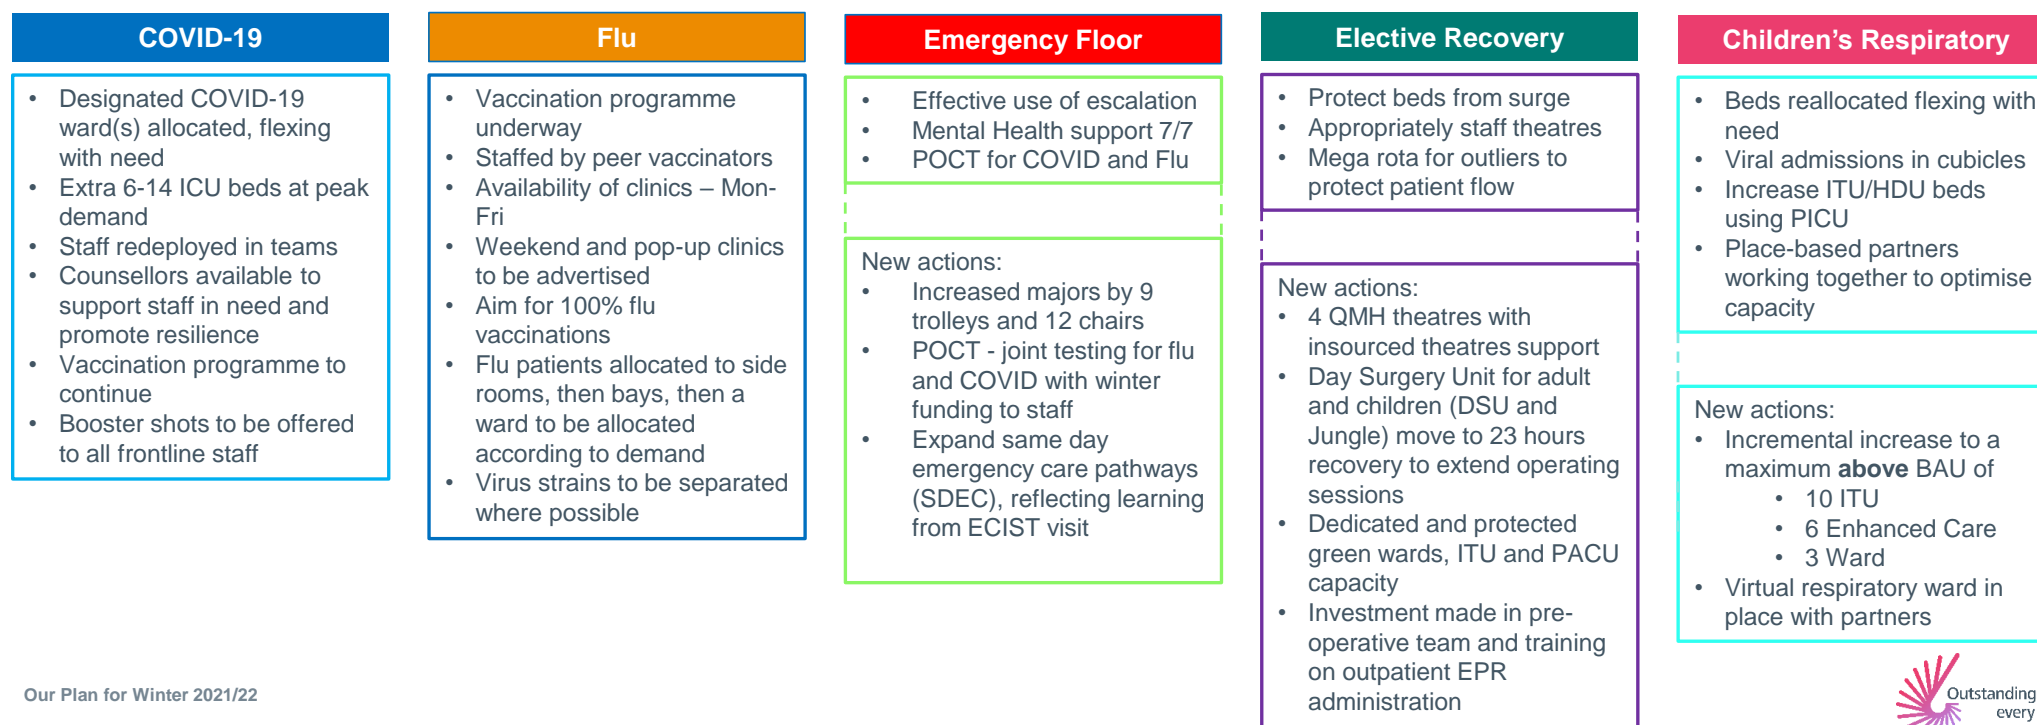 COVID-19
• Designated COVID-19
ward(s) allocated, flexing
with need
• Extra 6-14 ICU beds at peak
demand
• Staff redeployed in teams
• Counsellors available to
support staff in need and
promote resilience
• Vaccination programme to
continue
• Booster shots to be offered
to all frontline staff
Flu
• Vaccination programme
underway
• Staffed by peer vaccinators
• Availability of clinics – Mon-
Fri
• Weekend and pop-up clinics
to be advertised
• Aim for 100% flu
vaccinations
• Flu patients allocated to side
rooms, then bays, then a
ward to be allocated
according to demand
• Virus strains to be separated
where possible
Emergency Floor
• Effective use of escalation
• Mental Health support 7/7
• POCT for COVID and Flu
New actions:
• Increased majors by 9
trolleys and 12 chairs
• POCT - joint testing for flu
and COVID with winter
funding to staff
• Expand same day
emergency care pathways
(SDEC), reflecting learning
from ECIST visit
Elective Recovery
• Protect beds from surge
• Appropriately staff theatres
• Mega rota for outliers to
protect patient flow
New actions:
• 4 QMH theatres with
insourced theatres support
• Day Surgery Unit for adult
and children (DSU and
Jungle) move to 23 hours
recovery to extend operating
sessions
• Dedicated and protected
green wards, ITU and PACU
capacity
• Investment made in pre-
operative team and training
on outpatient EPR
administration
Children's Respiratory
• Beds reallocated flexing with
need
• Viral admissions in cubicles
• Increase ITU/HDU beds
using PICU
• Place-based partners
working together to optimise
capacity
New actions:
• Incremental increase to a
maximum above BAU of
• 10 ITU
• 6 Enhanced Care
• 3 Ward
• Virtual respiratory ward in
place with partners
Our Plan for Winter 2021/22
Outstanding
every